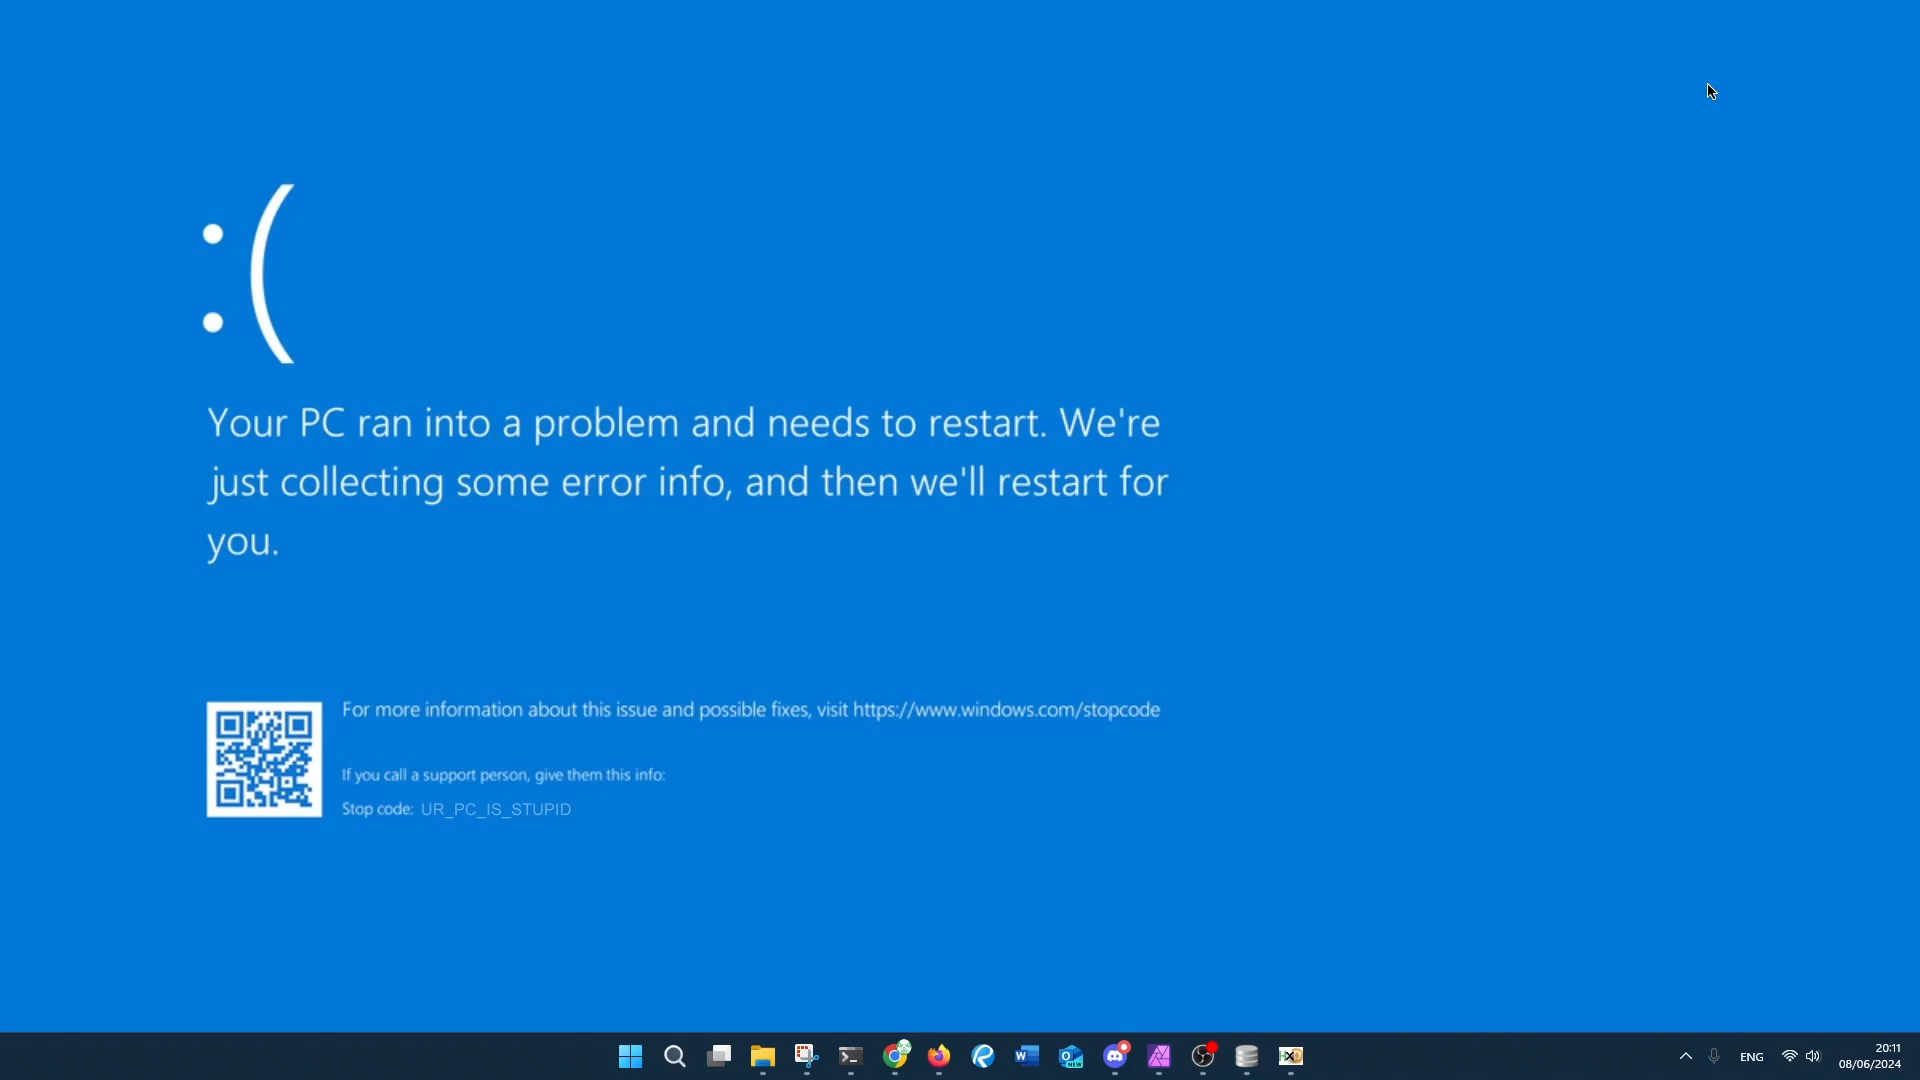 :(
Your PC ran into a problem and needs to restart. We're
just collecting some error info, and then we'll restart for
you.
For more information about this issue and possible fixes, visit https://www.windows.com/stopcode
If you call a support person, give them this info:
Stop code: UR_PC_IS_STUPID
ENG
20:11
08/06/2024